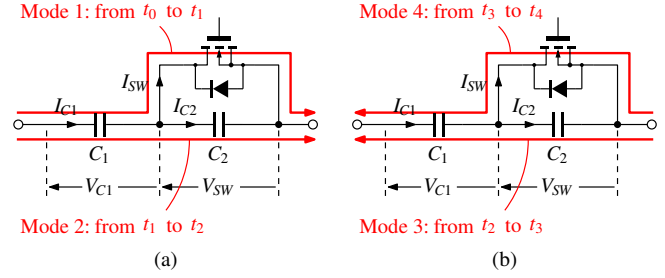 Mode 1: from t0 to t1
ISW
IC1
IC2
C1
C2
VC1
VSW
Mode 2: from t1 to t2
(a)
Mode 4: from t3 to t4
ISW
IC1
IC2
C1
C2
VC1
VSW
Mode 3: from t2 to t3
(b)